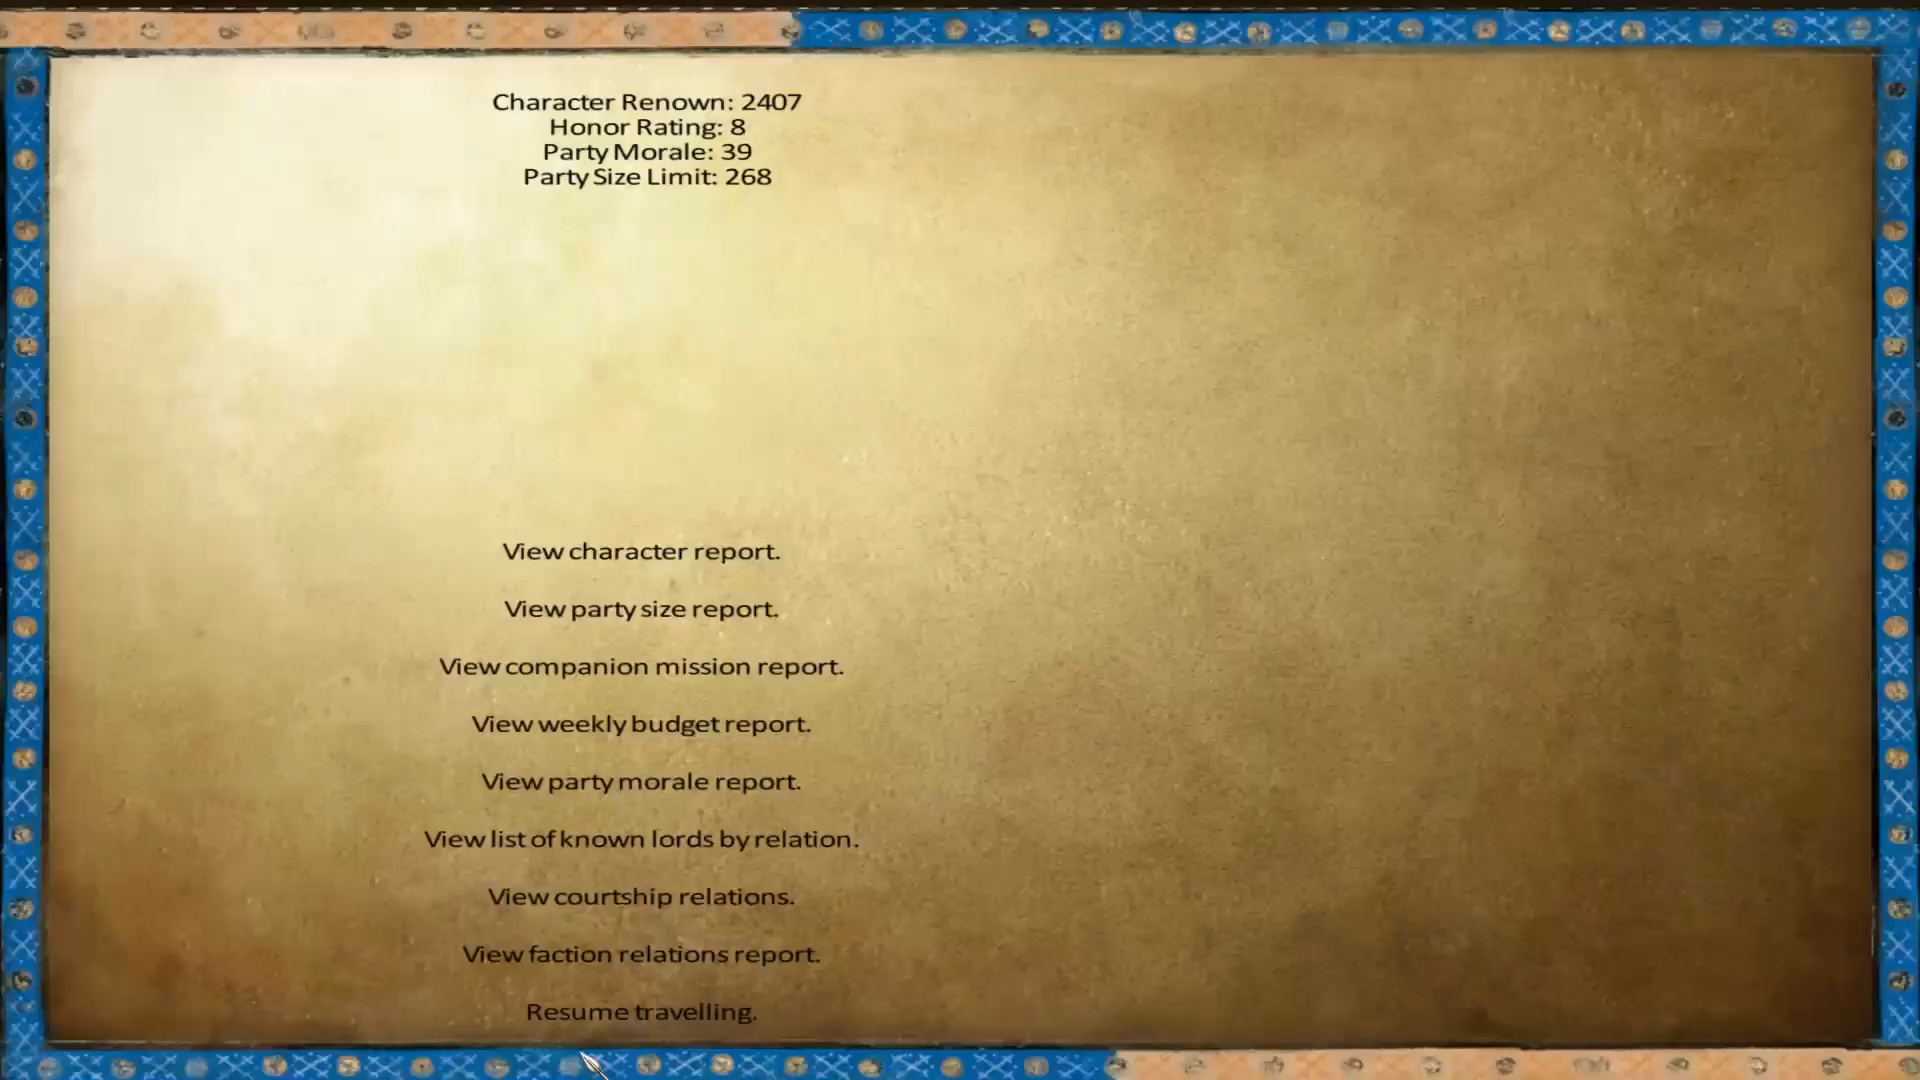 Character Renown: 2407
Honor Rating: 8
Party Morale: 39
Party Size Limit: 268
View character report.
View party size report.
View companion mission report.
View weekly budget report.
View party morale report.
View list of known lords by relation.
View courtship relations.
View faction relations report.
Resume travelling.